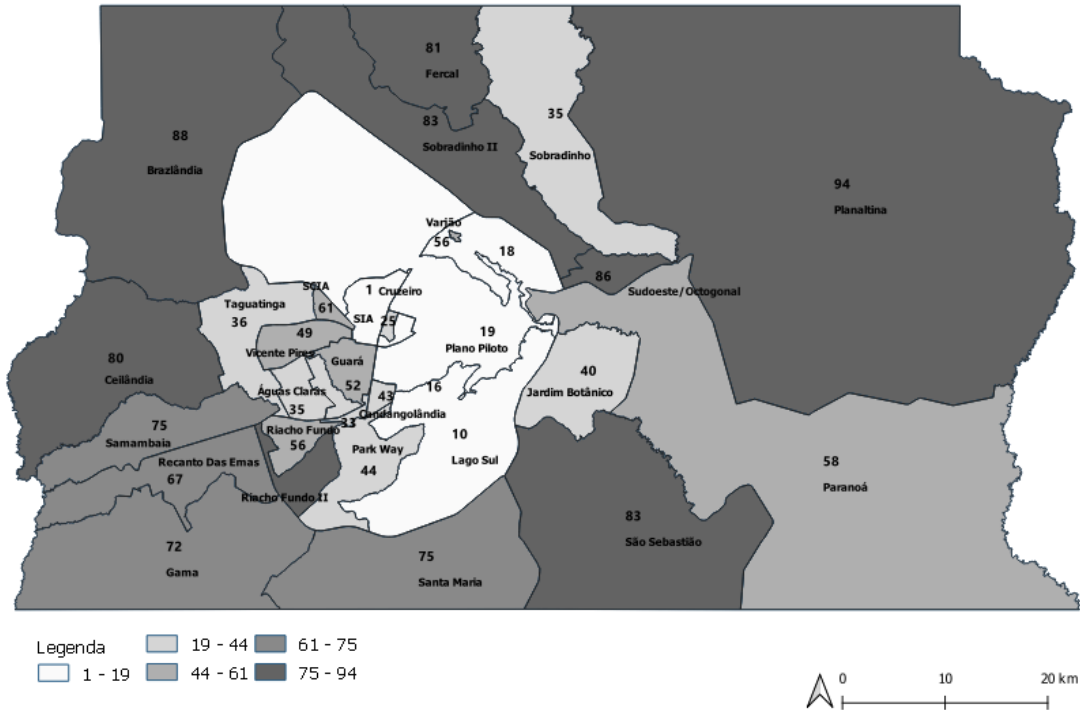 81
Fercal
35
Sobradinho
83
Sobradinho II
88
Brazlândia
94
Planaltina
Varjão
56
18
86
Sudoeste/Octogonal
SCIA
61
1
Cruzeiro
SIA
25
Taguatinga
36
49
Vicente Pires
19
Plano Piloto
Guará
52
80
Ceilândia
Águas Claras
35
43
Candangolândia
16
40
Jardim Botânico
33
75
Samambaia
Riacho Fundo
56
Park Way
44
10
Lago Sul
Recanto Das Emas
67
Riacho Fundo II
58
Paranoá
83
São Sebastião
72
Gama
75
Santa Maria
Legenda
1 - 19
19 - 44
44 - 61
61 - 75
75 - 94
0 10 20 km